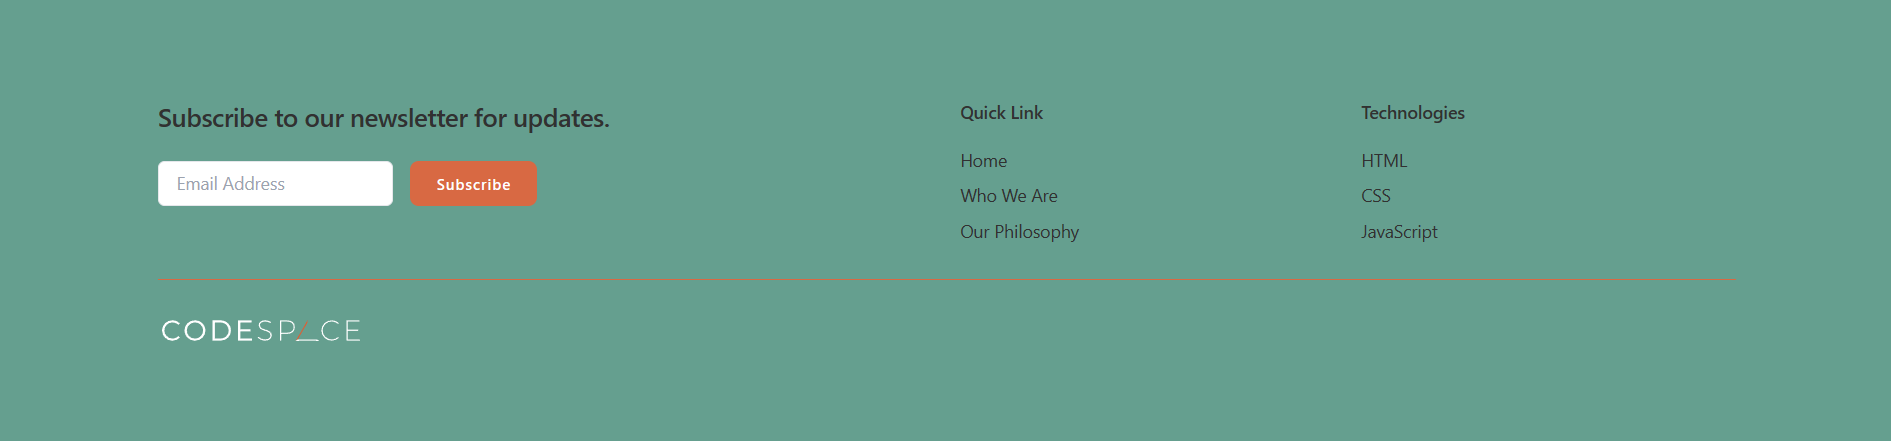 Subscribe to our newsletter for updates.
Email Address
Subscribe
Quick Link
Home
Who We Are
Our Philosophy
Technologies
HTML
CSS
JavaScript
CODESPACE